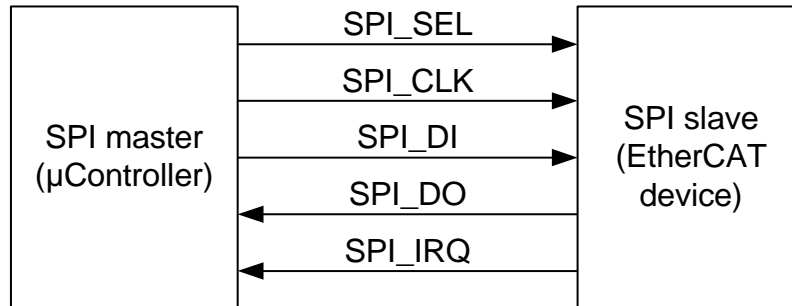 SPI master
(µController)
SPI_SEL
SPI_CLK
SPI_DI
SPI_DO
SPI_IRQ
SPI slave
(EtherCAT
device)